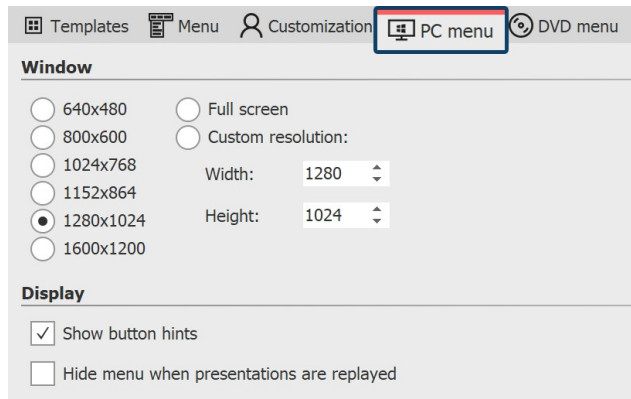 Templates Menu Customization PC menu DVD menu
Window
640x480
800x600
1024x768
1152x864
1280x1024
1600x1200
Full screen
Custom resolution:
Width: 1280
Height: 1024
Display
Show button hints
Hide menu when presentations are replayed